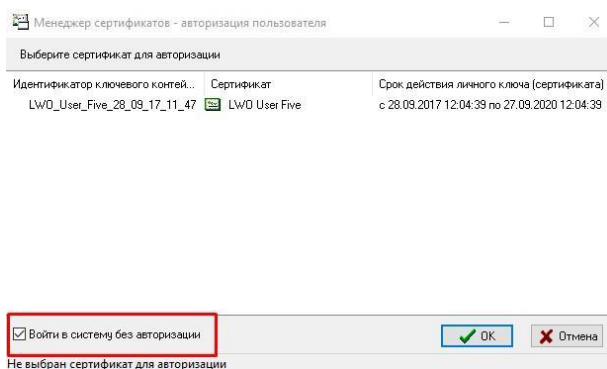 Менеджер сертификатов - авторизация пользователя
Выберите сертификат для авторизации
Идентификатор ключевого контей... Сертификат Срок действия личного ключа (сертификата)
LWO_User_Five_28_09_17_11_47 LWO User Five с 28.09.2017 12:04:39 по 27.09.2020 12:04:39
Войти в систему без авторизации OK Отмена
Не выбран сертификат для авторизации